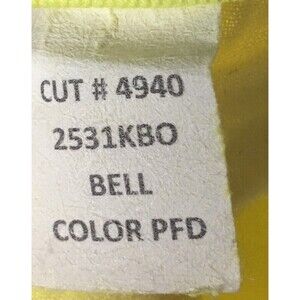 CUT # 4940
2531KBO
BELL
COLOR PFD